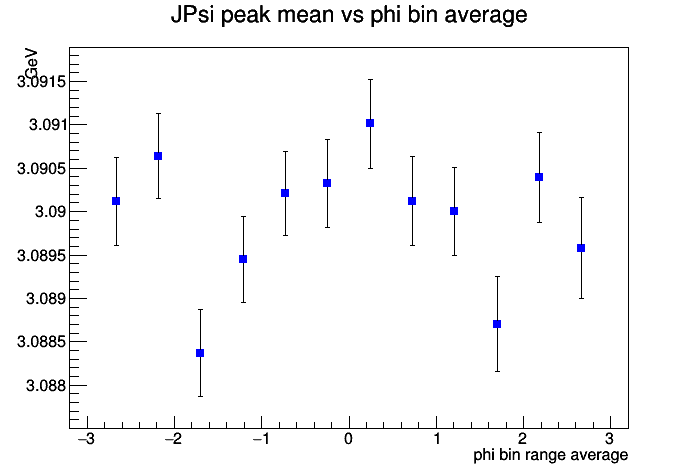 JPsi peak mean vs phi bin average
GeV
3.0915
3.091
3.0905
3.09
3.0895
3.089
3.0885
3.088
−3 −2 −1 0 1 2 3
phi bin range average